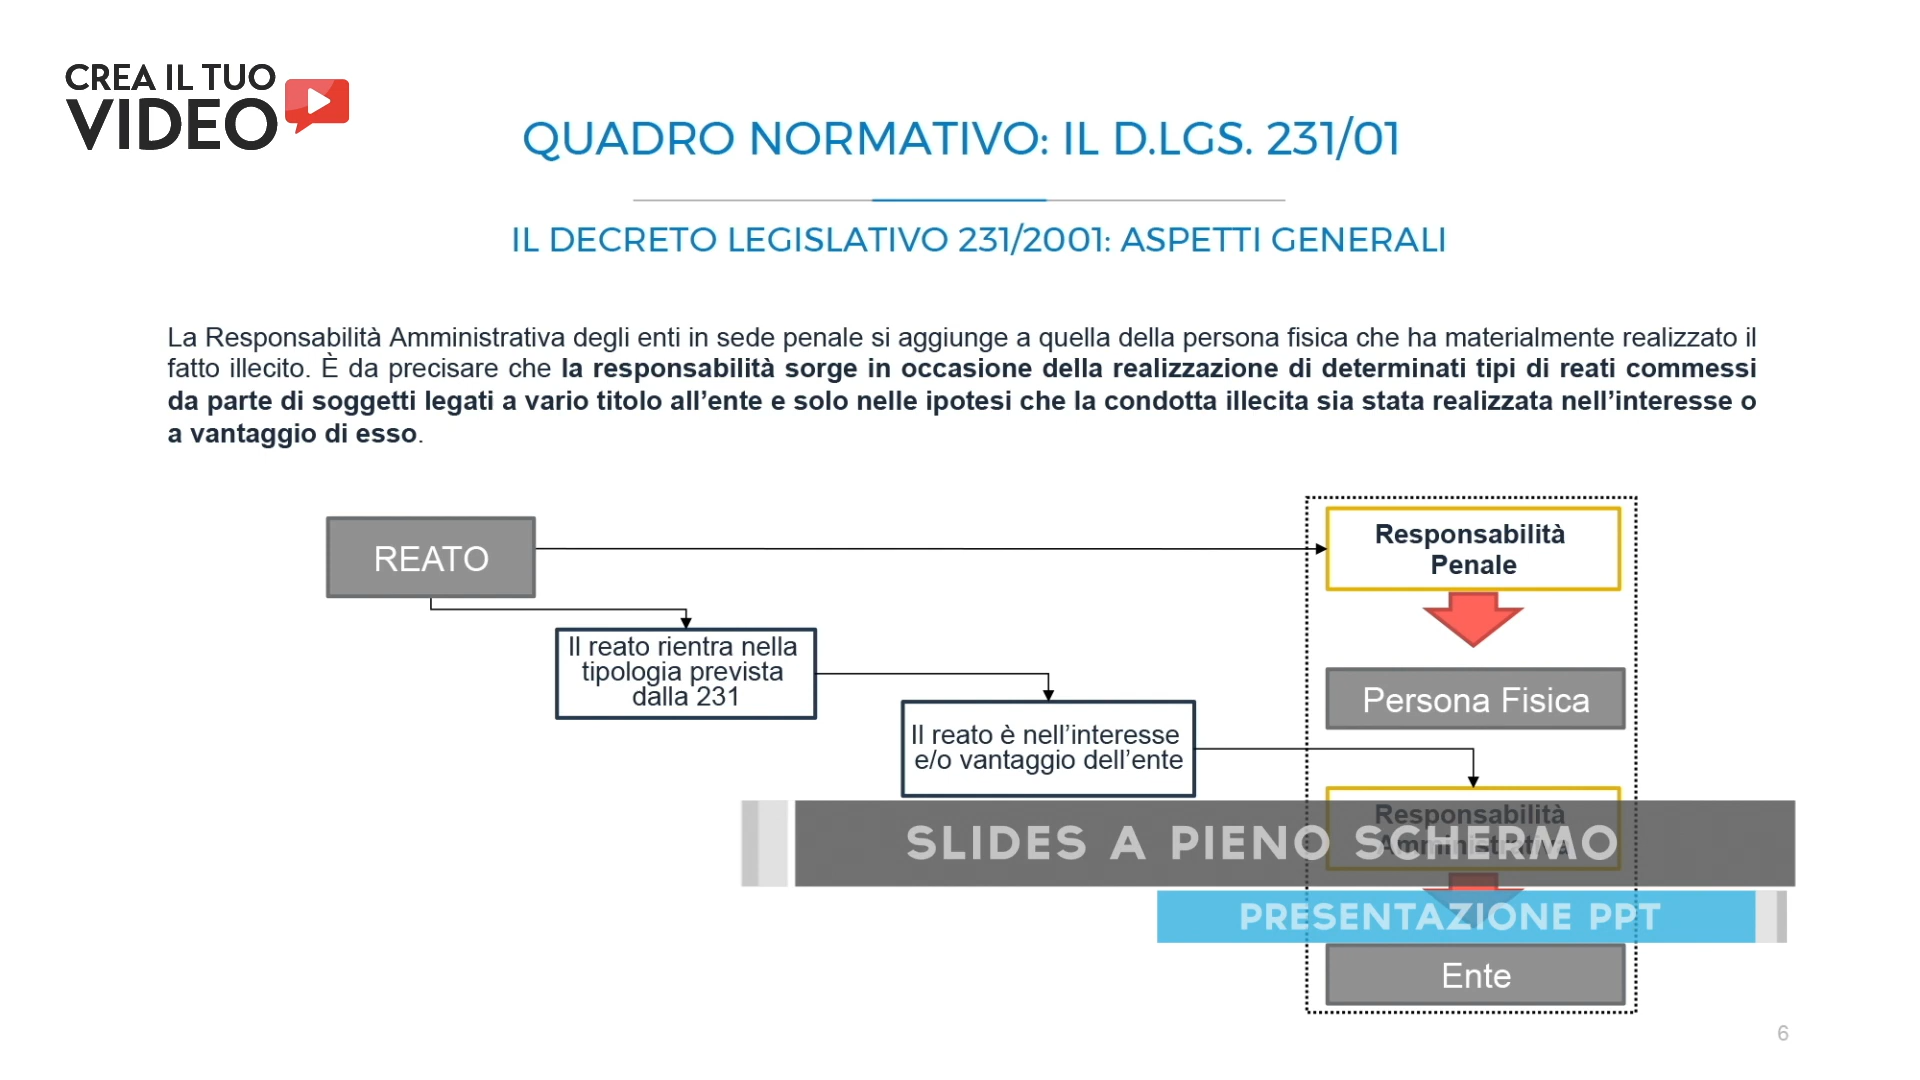 CREA IL TUO
VIDEO
QUADRO NORMATIVO: IL D.LGS. 231/01
IL DECRETO LEGISLATIVO 231/2001: ASPETTI GENERALI
La Responsabilità Amministrativa degli enti in sede penale si aggiunge a quella della persona fisica che ha materialmente realizzato il
fatto illecito. È da precisare che la responsabilità sorge in occasione della realizzazione di determinati tipi di reati commessi
da parte di soggetti legati a vario titolo all’ente e solo nelle ipotesi che la condotta illecita sia stata realizzata nell’interesse o
a vantaggio di esso.
REATO
Responsabilità
Penale
Il reato rientra nella
tipologia prevista
dalla 231
Persona Fisica
Il reato è nell’interesse
e/o vantaggio dell’ente
Responsabilità
Amministrativa
SLIDES A PIENO SCHERMO
PRESENTAZIONE PPT
Ente
6